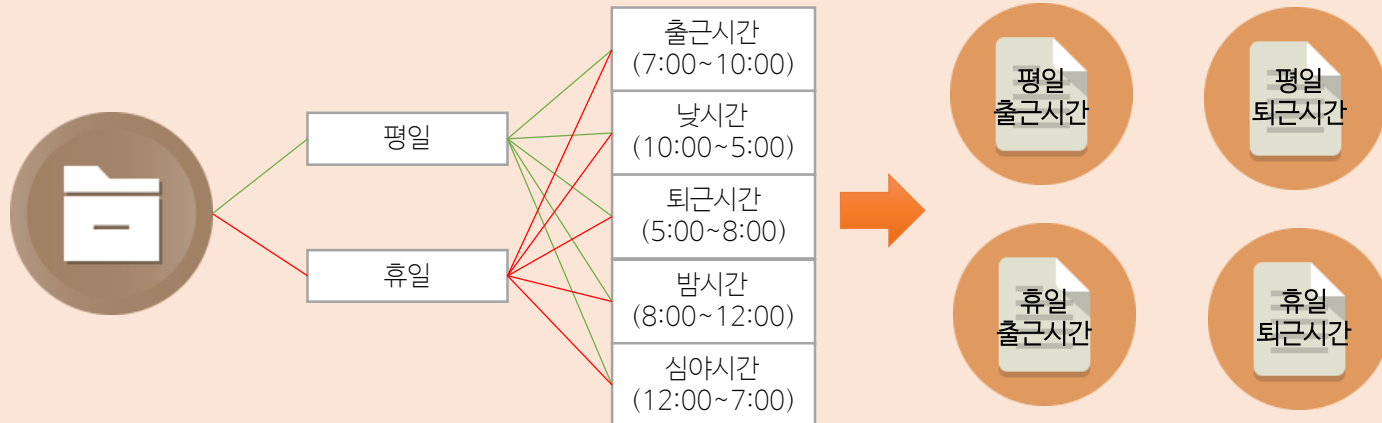 평일
휴일
출근시간
(7:00~10:00)
낮시간
(10:00~5:00)
퇴근시간
(5:00~8:00)
밤시간
(8:00~12:00)
심야시간
(12:00~7:00)
평일
출근시간
평일
퇴근시간
휴일
출근시간
휴일
퇴근시간